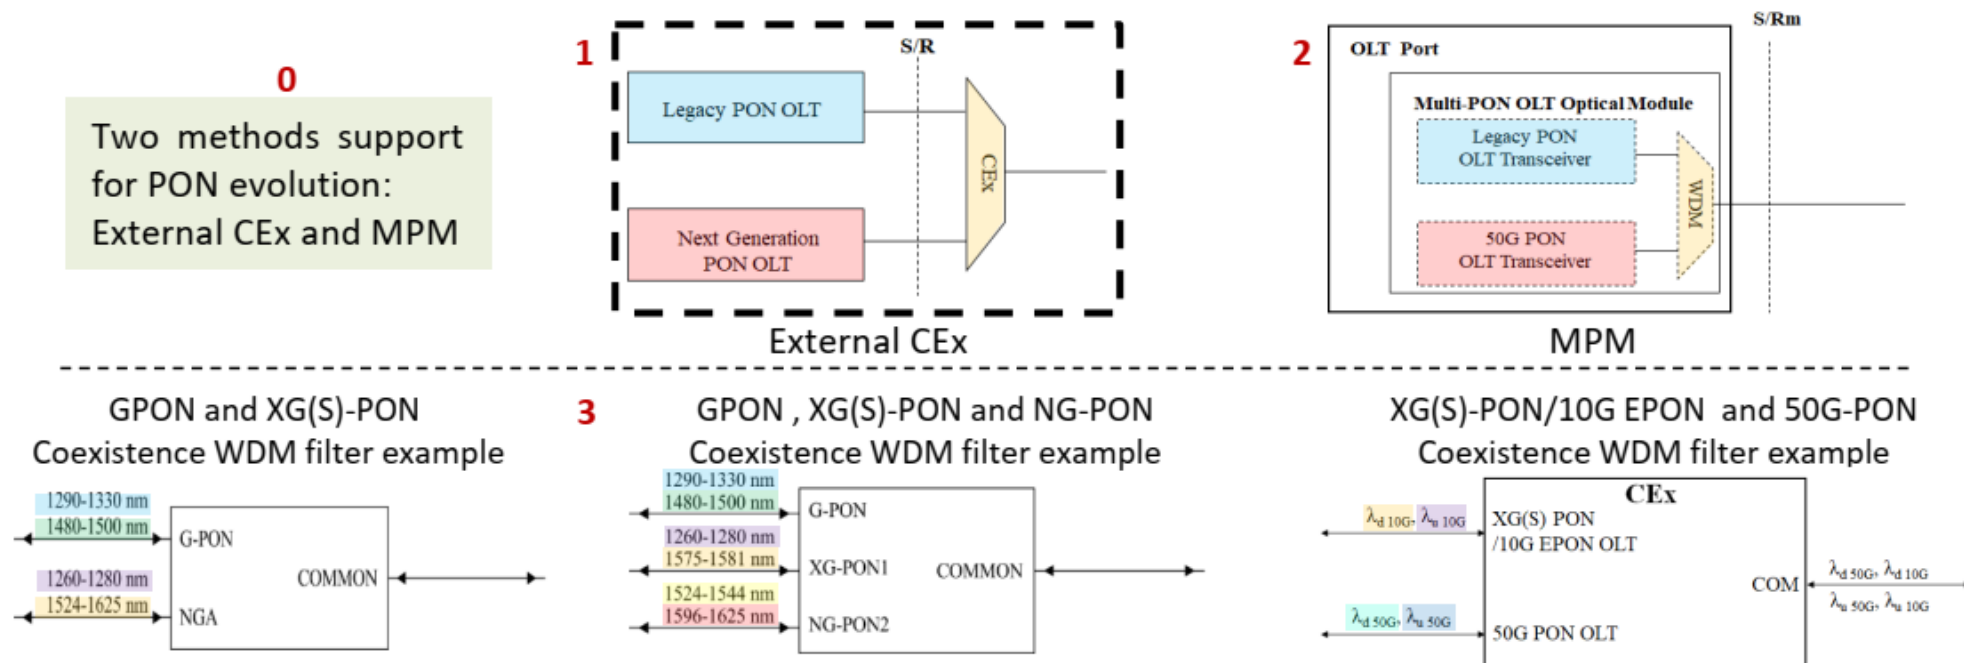 0
Two methods support
for PON evolution:
External CEx and MPM
1
S/R
Legacy PON OLT
CEx
Next Generation
PON OLT
External CEx
2
S/Rm
OLT Port
Multi-PON OLT Optical Module
Legacy PON
OLT Transceiver
WDM
50G PON
OLT Transceiver
MPM
GPON and XG(S)-PON
Coexistence WDM filter example
1290-1330 nm
1480-1500 nm
G-PON
COMMON
1260-1280 nm
1524-1625 nm
NGA
3
GPON , XG(S)-PON and NG-PON
Coexistence WDM filter example
1290-1330 nm
1480-1500 nm
G-PON
1260-1280 nm
1575-1581 nm
XG-PON1
COMMON
1524-1544 nm
1596-1625 nm
NG-PON2
XG(S)-PON/10G EPON and 50G-PON
Coexistence WDM filter example
CEx
λd 10G, λu 10G
XG(S) PON
/10G EPON OLT
COM
λd 50G, λd 10G
λu 50G, λu 10G
λd 50G, λu 50G
50G PON OLT